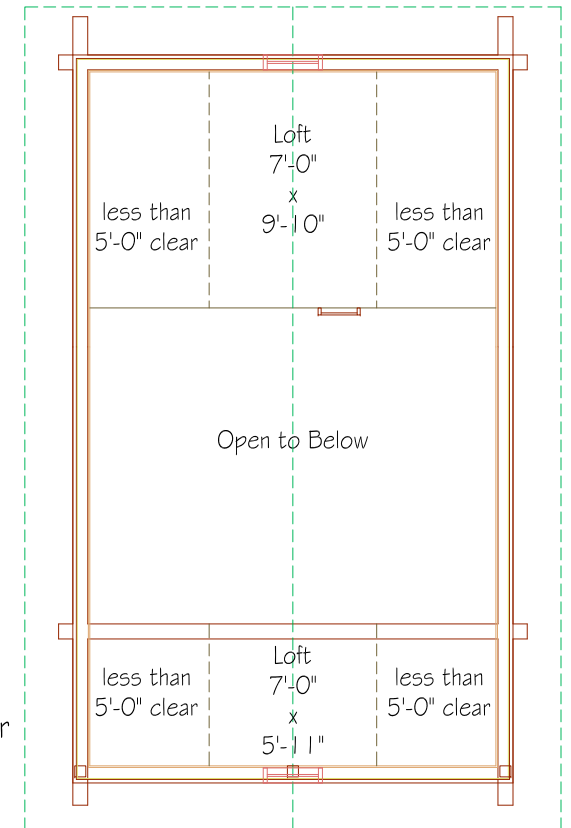 Loft
7'-0"
x
9'-10"
less than
5'-0" clear
less than
5'-0" clear
Open to Below
Loft
7'-0"
x
5'-11"
less than
5'-0" clear
less than
5'-0" clear
r